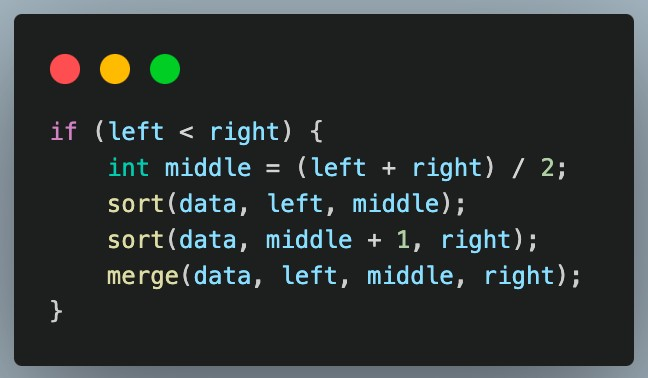 if (left < right) {
    int middle = (left + right) / 2;
    sort(data, left, middle);
    sort(data, middle + 1, right);
    merge(data, left, middle, right);
}